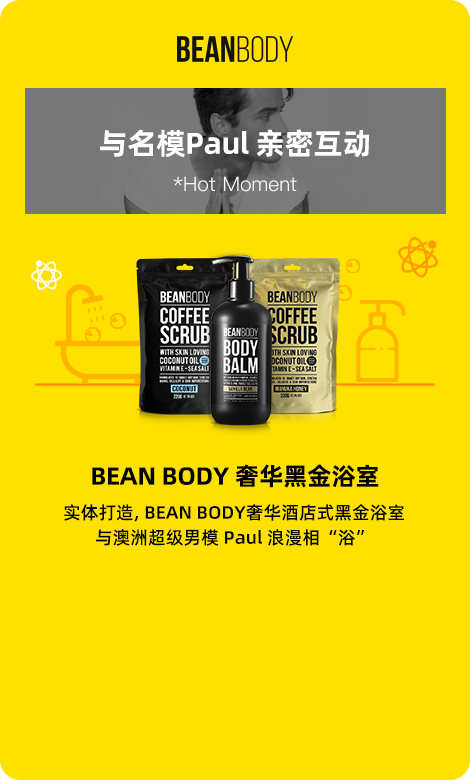 BEANBODY
与名模Paul 亲密互动
*Hot Moment
BEANBODY
COFFEE
SCRUB
WITH SKIN LOVING
COCONUT OIL
VITAMIN E - SEA SALT
COCONUT
220G
BEANBODY
BODY
BALM
BEANBODY
COFFEE
SCRUB
WITH SKIN LOVING
COCONUT OIL
VITAMIN E - SEA SALT
MANUKA HONEY
220G
BEAN BODY 奢华黑金浴室
实体打造, BEAN BODY奢华酒店式黑金浴室
与澳洲超级男模 Paul 浪漫相“浴”